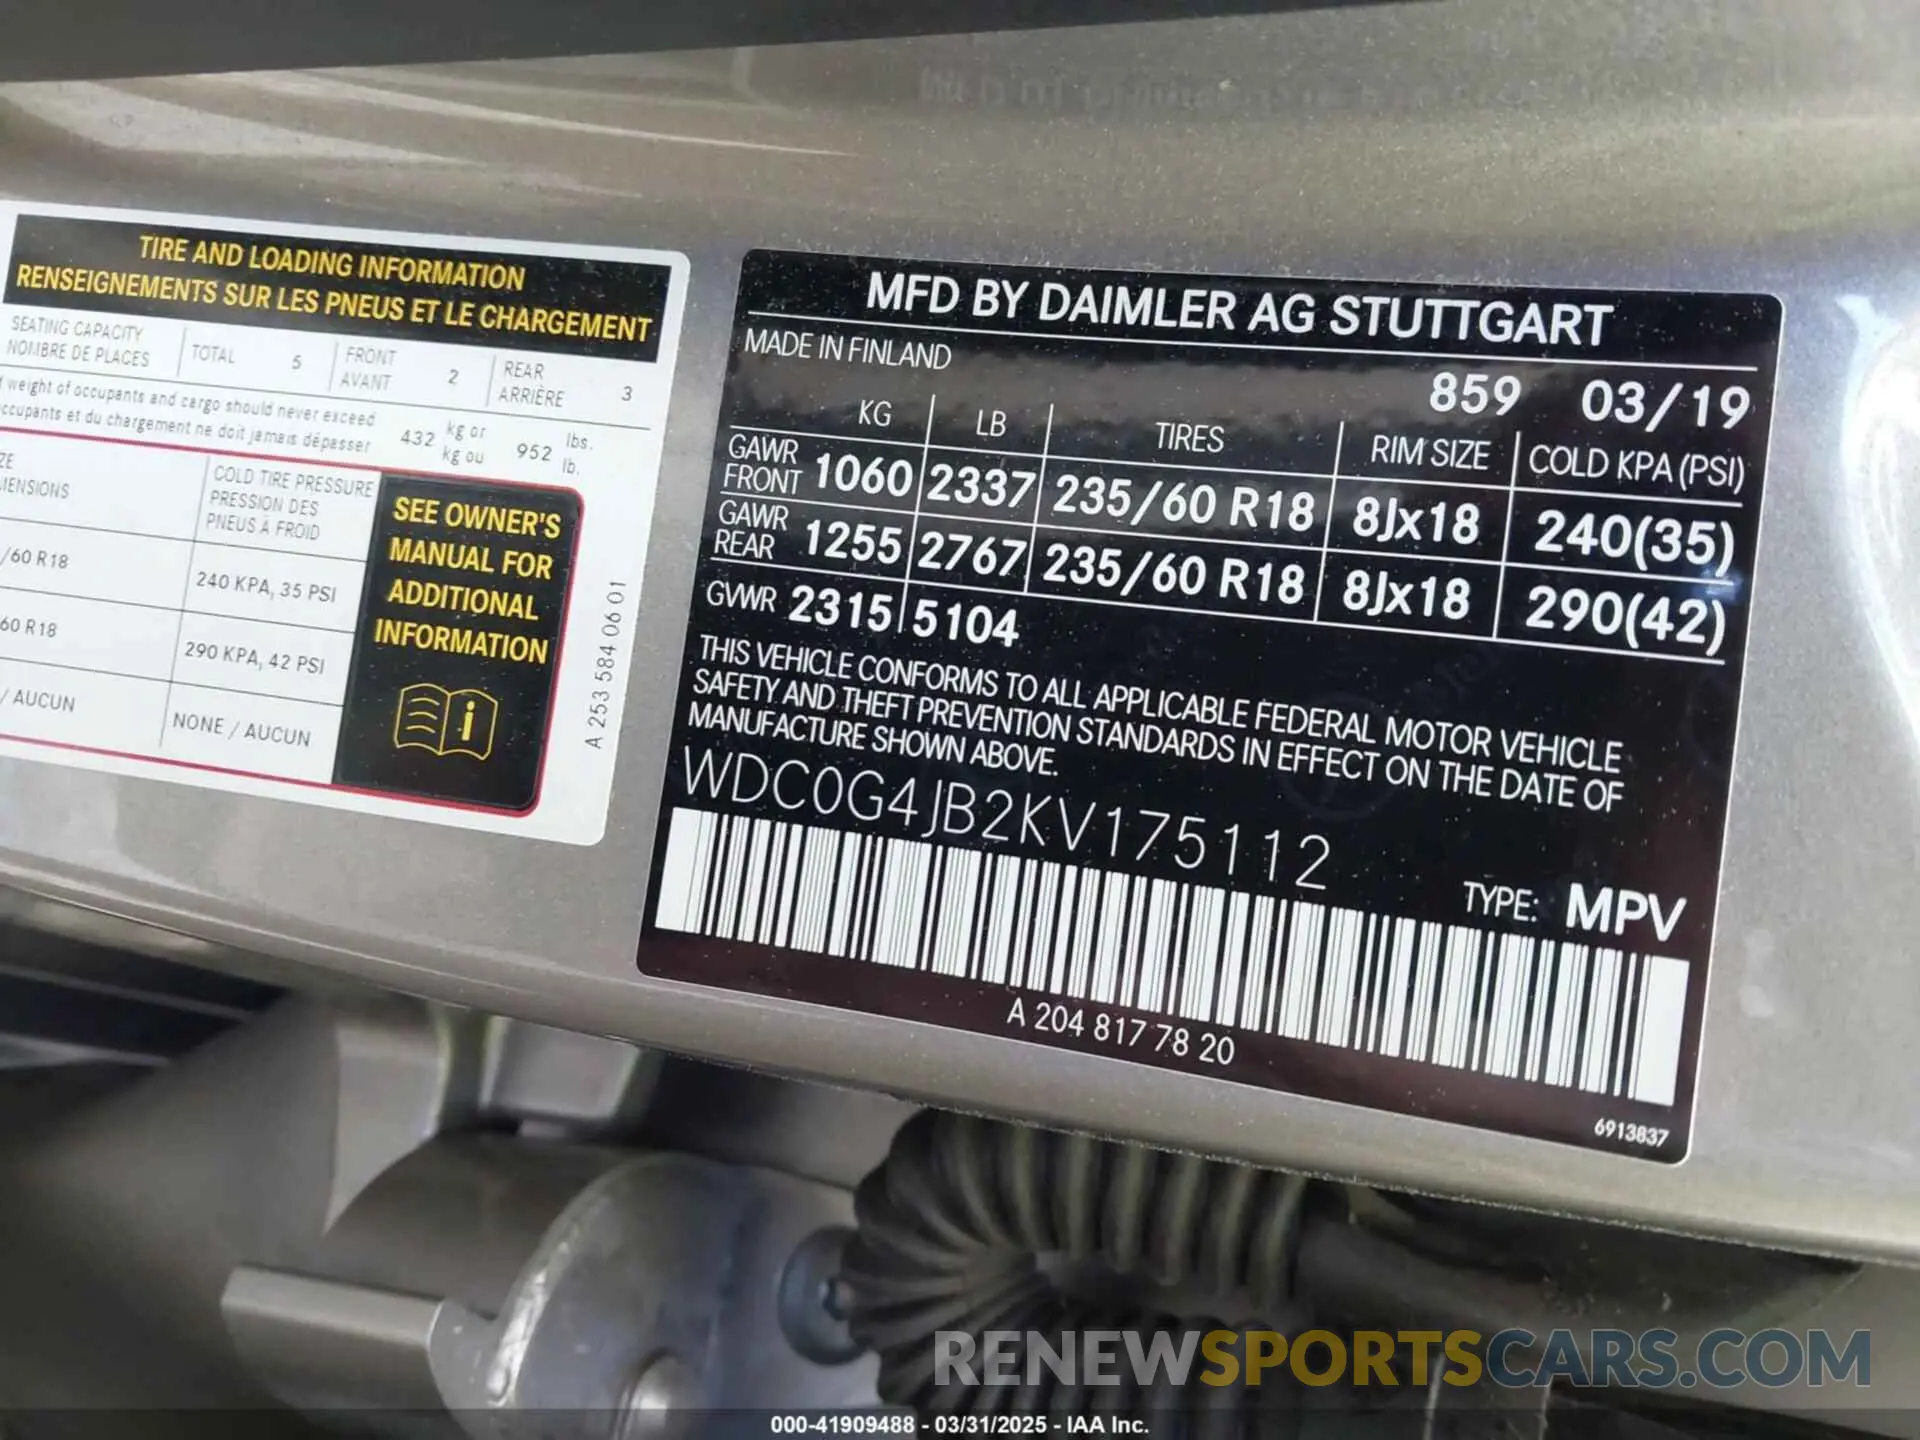 TIRE AND LOADING INFORMATION
RENSEIGNEMENTS SUR LES PNEUS ET LE CHARGEMENT
SEATING CAPACITY
NOMBRE DE PLACES
TOTAL 5
FRONT
AVANT
2
REAR
ARRIÈRE
3
weight of occupants and cargo should never exceed
occupants et du chargement ne doit jamais dépasser
432 kg or
kg ou
952 lbs.
lb.
COLD TIRE PRESSURE
PRESSION DES
PNEUS À FROID
/60 R18
240 KPA, 35 PSI
60 R18
290 KPA, 42 PSI
/ AUCUN
NONE / AUCUN
SEE OWNER'S
MANUAL FOR
ADDITIONAL
INFORMATION
A 253 584 06 01
MFD BY DAIMLER AG STUTTGART
MADE IN FINLAND
859 03/19
KG LB TIRES RIM SIZE COLD KPA (PSI)
GAWR
FRONT 1060 2337 235/60 R18 8Jx18 240(35)
GAWR
REAR 1255 2767 235/60 R18 8Jx18 290(42)
GVWR 2315 5104
THIS VEHICLE CONFORMS TO ALL APPLICABLE FEDERAL MOTOR VEHICLE
SAFETY AND THEFT PREVENTION STANDARDS IN EFFECT ON THE DATE OF
MANUFACTURE SHOWN ABOVE.
WDC0G4JB2KV175112
TYPE: MPV
A 204 817 78 20
6913837
RENEWSPORTSCARS.COM
000-41909488 - 03/31/2025 - IAA Inc.